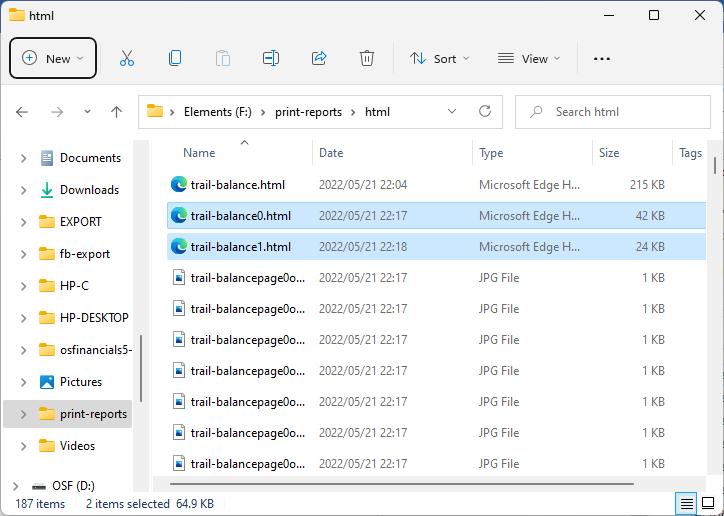 html
New
Sort
View
Elements (F:) print-reports html
Search html
Documents
Downloads
EXPORT
fb-export
HP-C
HP-DESKTOP
osfinancials5-
Pictures
print-reports
Videos
OSF (D:)
Name Date Type Size Tags
trail-balance.html 2022/05/21 22:04 Microsoft Edge H... 215 KB
trail-balance0.html 2022/05/21 22:17 Microsoft Edge H... 42 KB
trail-balance1.html 2022/05/21 22:18 Microsoft Edge H... 24 KB
trail-balancepage0o... 2022/05/21 22:17 JPG File 1 KB
trail-balancepage0o... 2022/05/21 22:17 JPG File 1 KB
trail-balancepage0o... 2022/05/21 22:17 JPG File 1 KB
trail-balancepage0o... 2022/05/21 22:17 JPG File 1 KB
trail-balancepage0o... 2022/05/21 22:17 JPG File 1 KB
trail-balancepage0o... 2022/05/21 22:17 JPG File 1 KB
trail-balancepage0o... 2022/05/21 22:17 JPG File 1 KB
187 items 2 items selected 64.9 KB